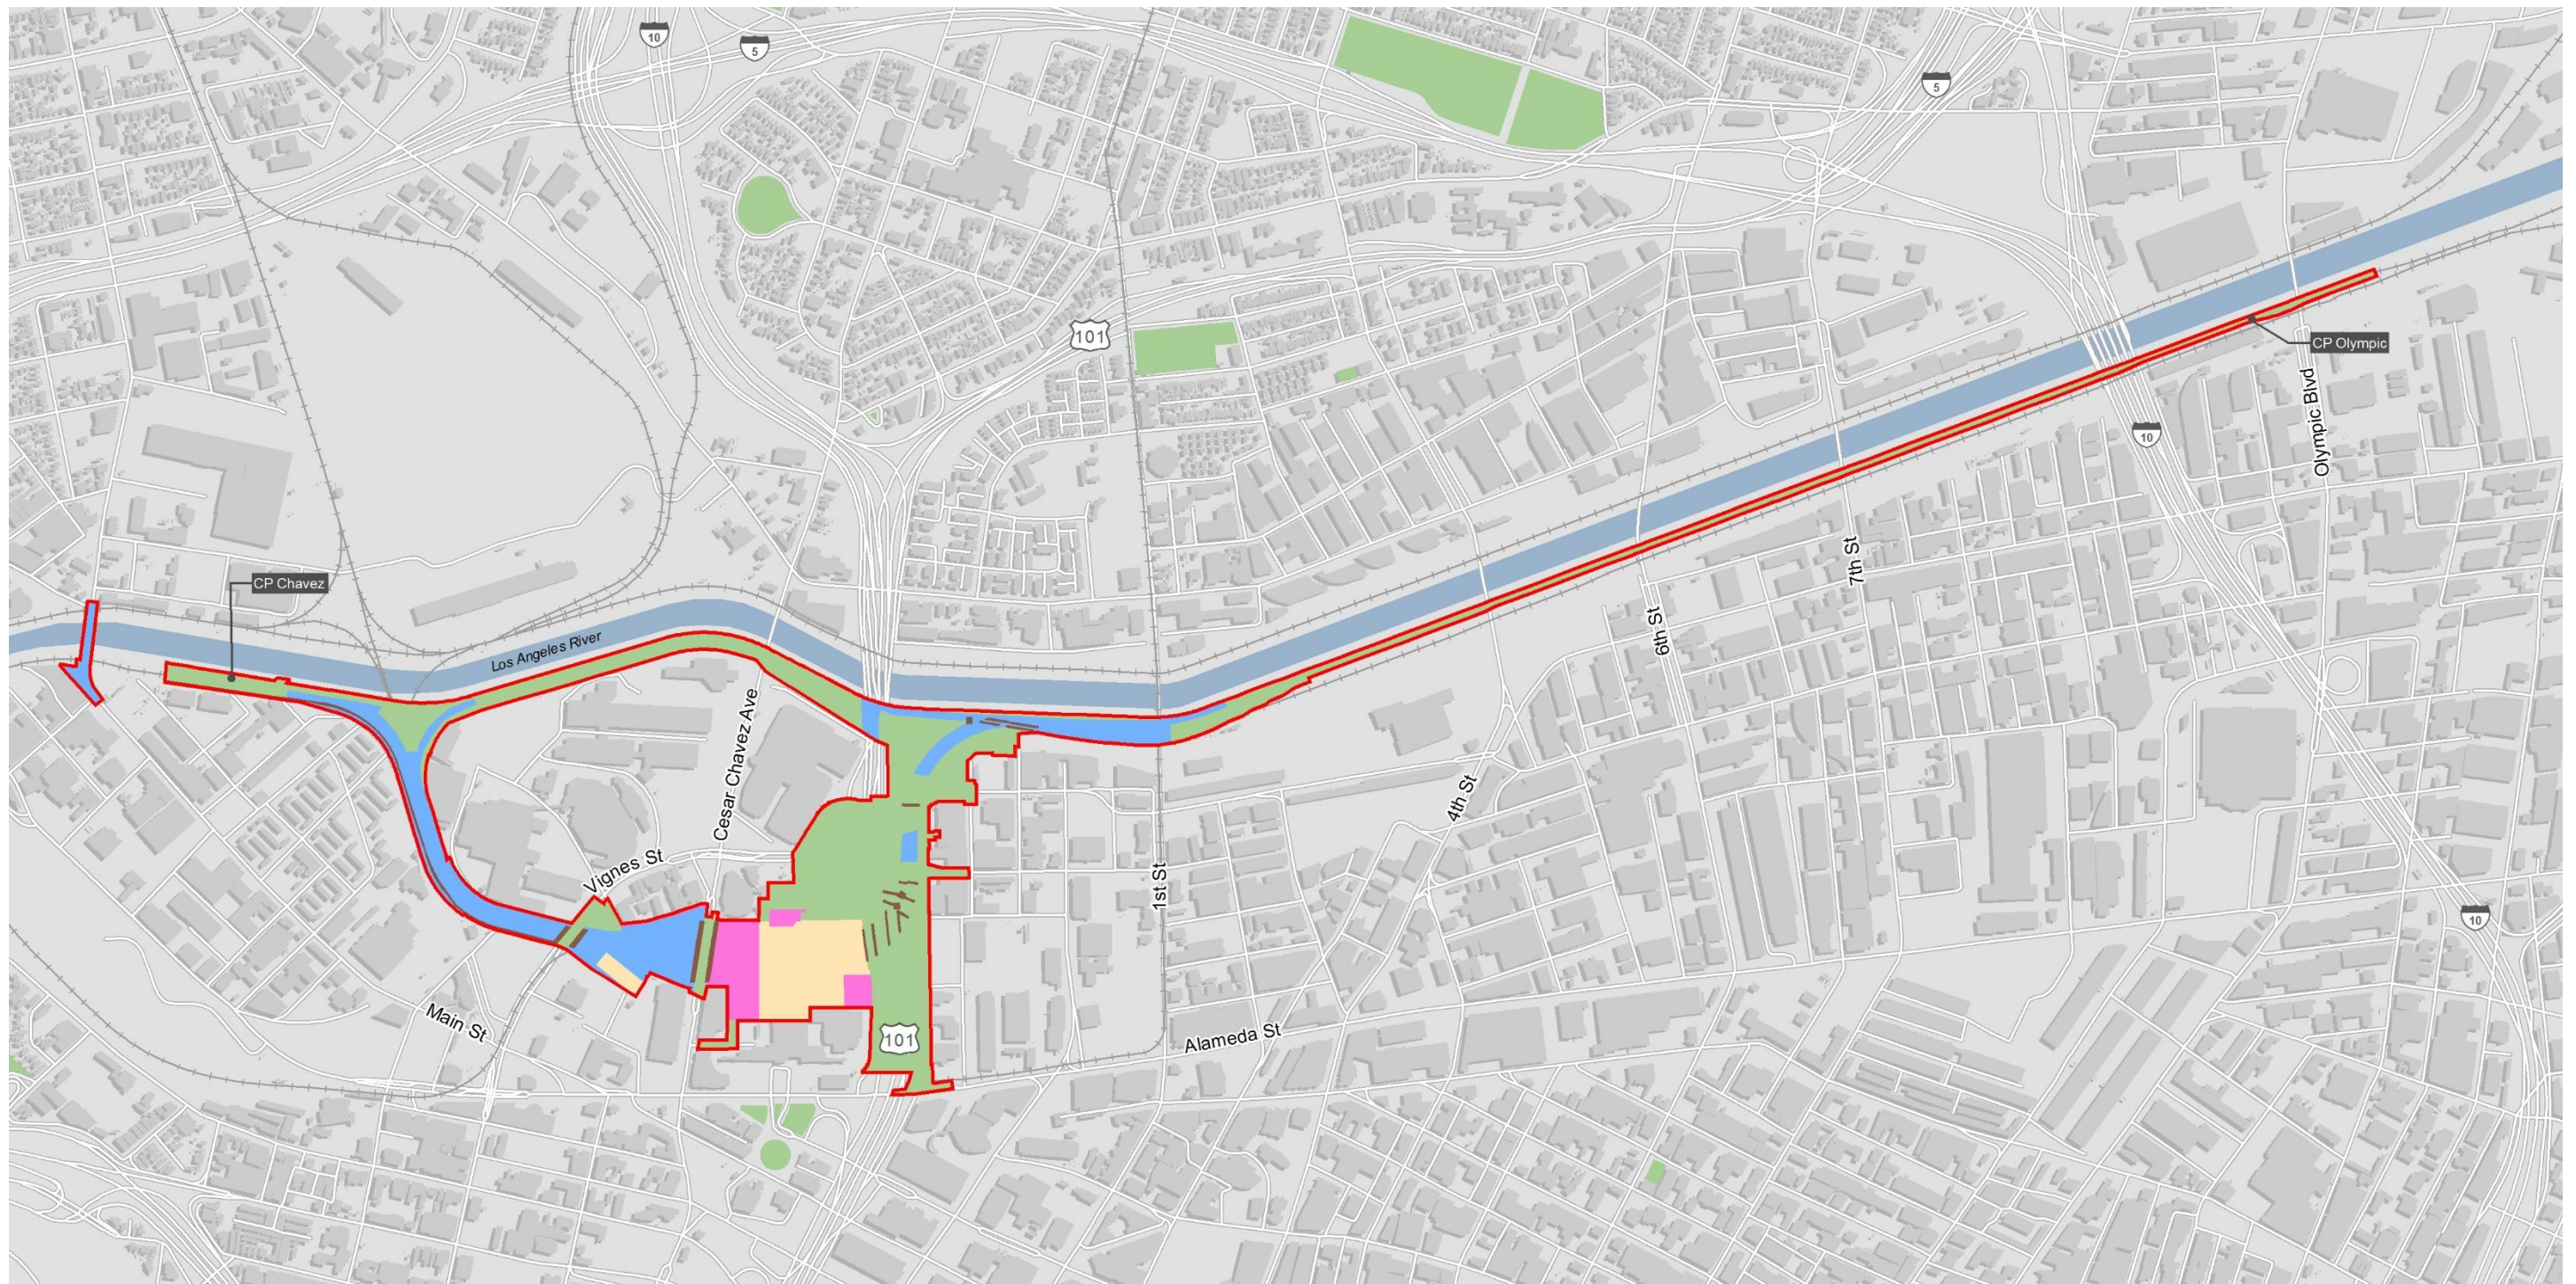 10
5
5
101
CP Olympic
10
Olympic Blvd
CP Chavez
Los Angeles River
7th St
6th St
Cesar Chavez Ave
4th St
Vignes St
1st St
10
Main St
101
Alameda St